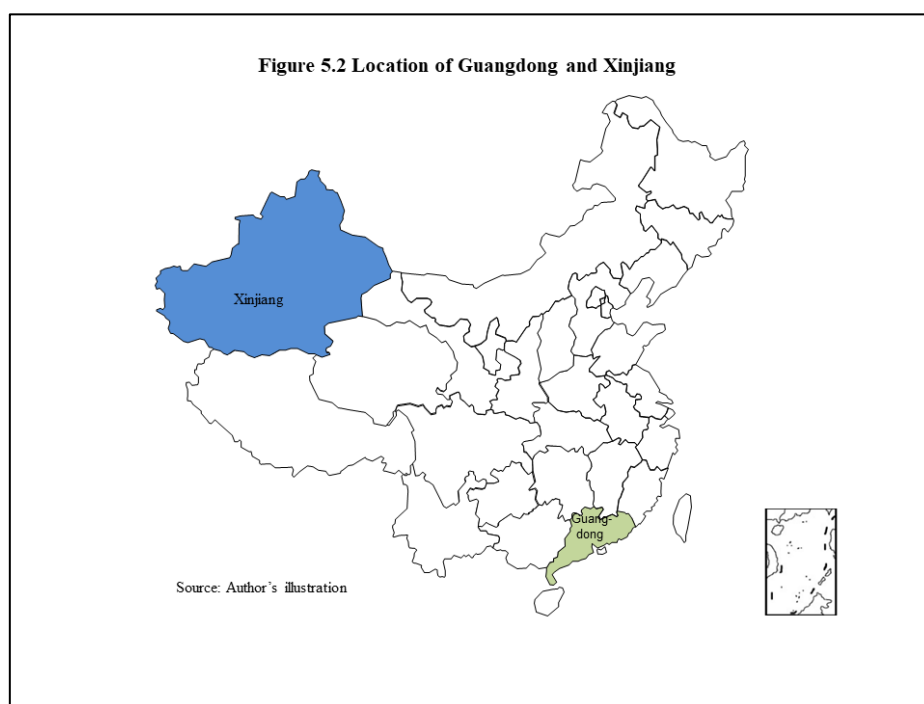 Figure 5.2 Location of Guangdong and Xinjiang
Xinjiang
Guang-
dong
Source: Author’s illustration